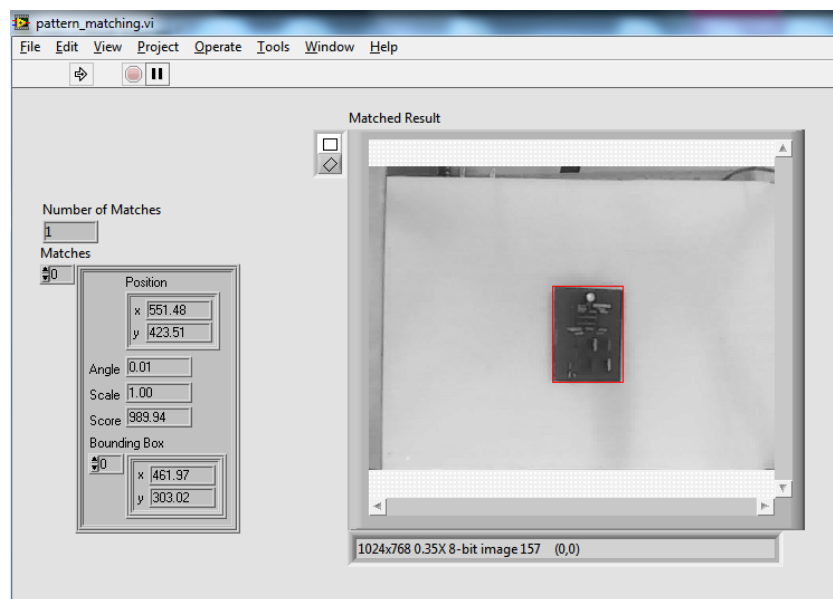 pattern_matching.vi
File Edit View Project Operate Tools Window Help
Matched Result
Number of Matches
1
Matches
0
Position
x 551.48
y 423.51
Angle 0.01
Scale 1.00
Score 989.94
Bounding Box
0
x 461.97
y 303.02
1024x768 0.35X 8-bit image 157 (0,0)